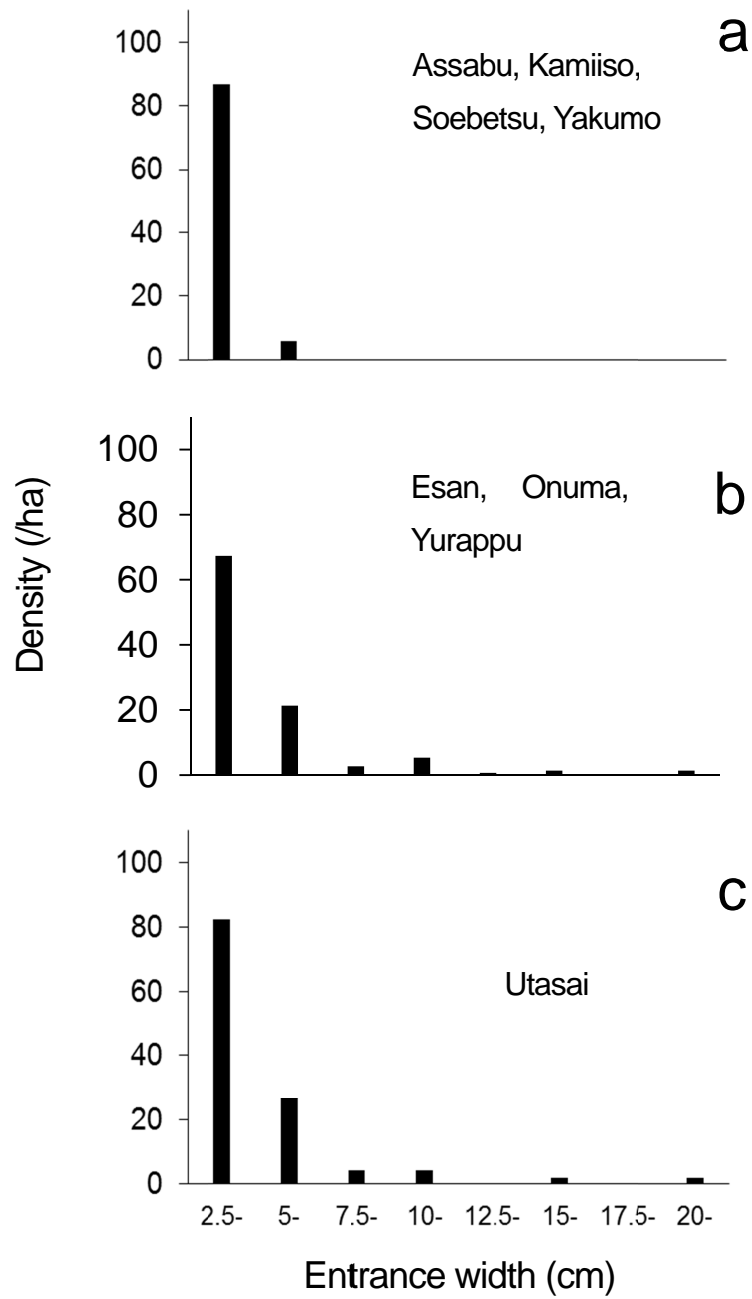 a
100
80
60
40
20
0
Assabu, Kamiiso,
Soebetsu, Yakumo
b
100
80
60
40
20
0
Esan, Onuma,
Yurappu
Density (/ha)
c
100
80
60
40
20
0
Utasai
2.5- 5- 7.5- 10- 12.5- 15- 17.5- 20-
Entrance width (cm)